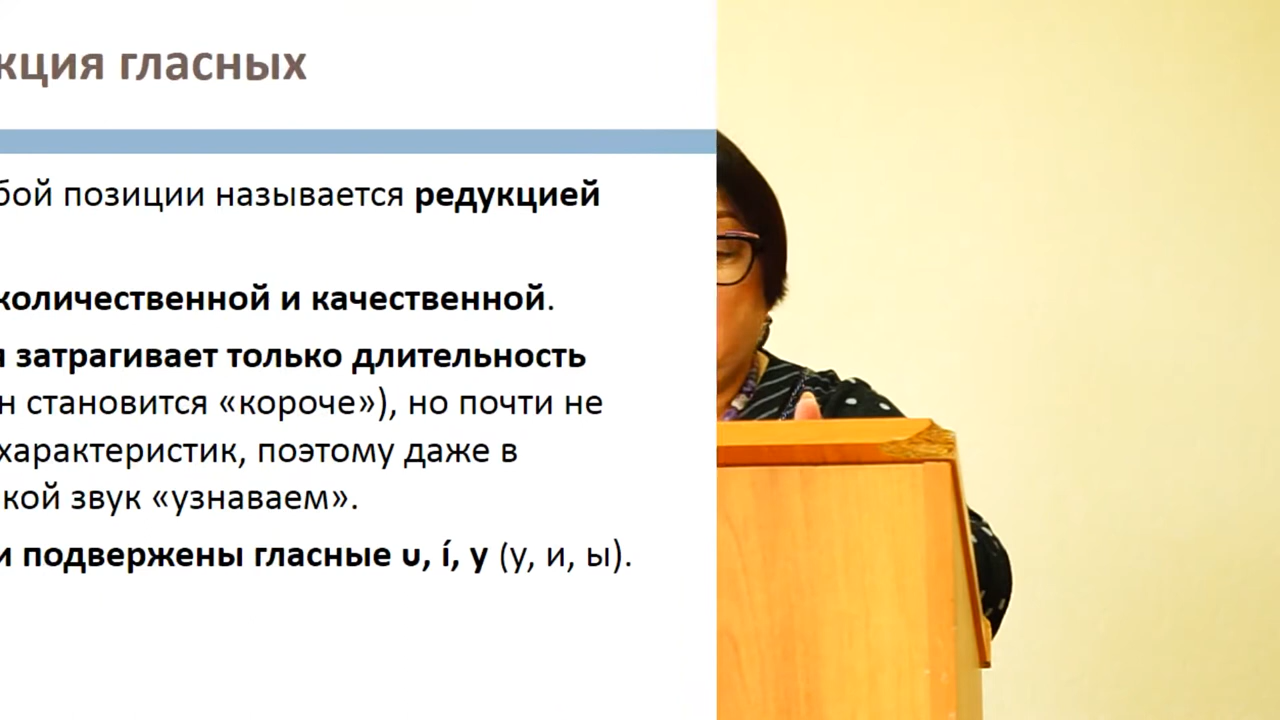 кция гласных
бой позиции называется редукцией
количественной и качественной.
и затрагивает только длительность
н становится «короче»), но почти не
характеристик, поэтому даже в
кой звук «узнаваем».
и подвержены гласные ᴜ, í, y (у, и, ы).